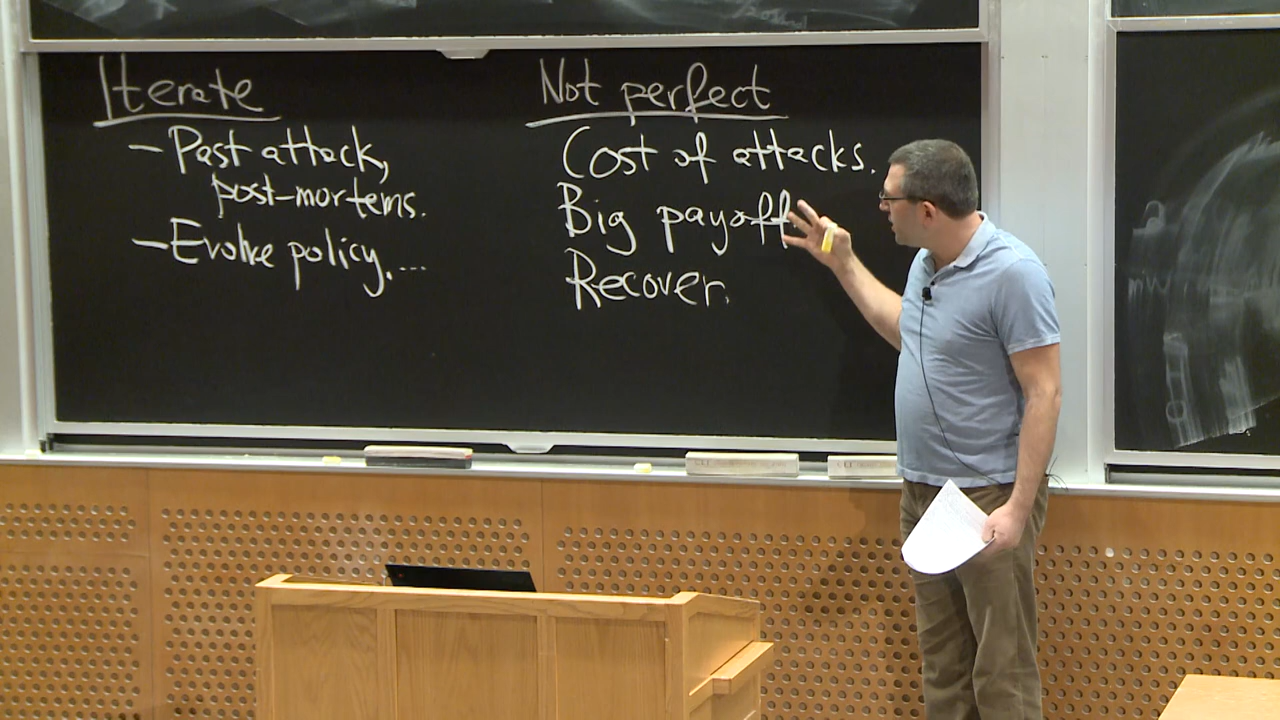 Iterate
- Past attack,
post-mortems.
- Evolve policy, ...
Not perfect
Cost of attacks.
Big payoff
Recover.